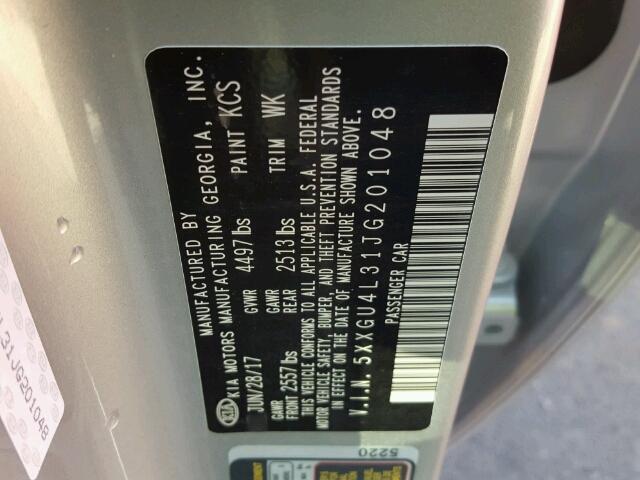 MANUFACTURED BY
KIA MOTORS MANUFACTURING GEORGIA, INC.
KIA
JUN/28/17 GVWR 4497 lbs PAINT KCS
GAWR FRONT 2557 lbs GAWR REAR 2513 lbs TRIM WK
THIS VEHICLE CONFORMS TO ALL APPLICABLE U.S.A. FEDERAL
MOTOR VEHICLE SAFETY, BUMPER, AND THEFT PREVENTION STANDARDS
IN EFFECT ON THE DATE OF MANUFACTURE SHOWN ABOVE.
V.I.N. 5XXGU4L31JG201048
PASSENGER CAR
L31JG201048
5220